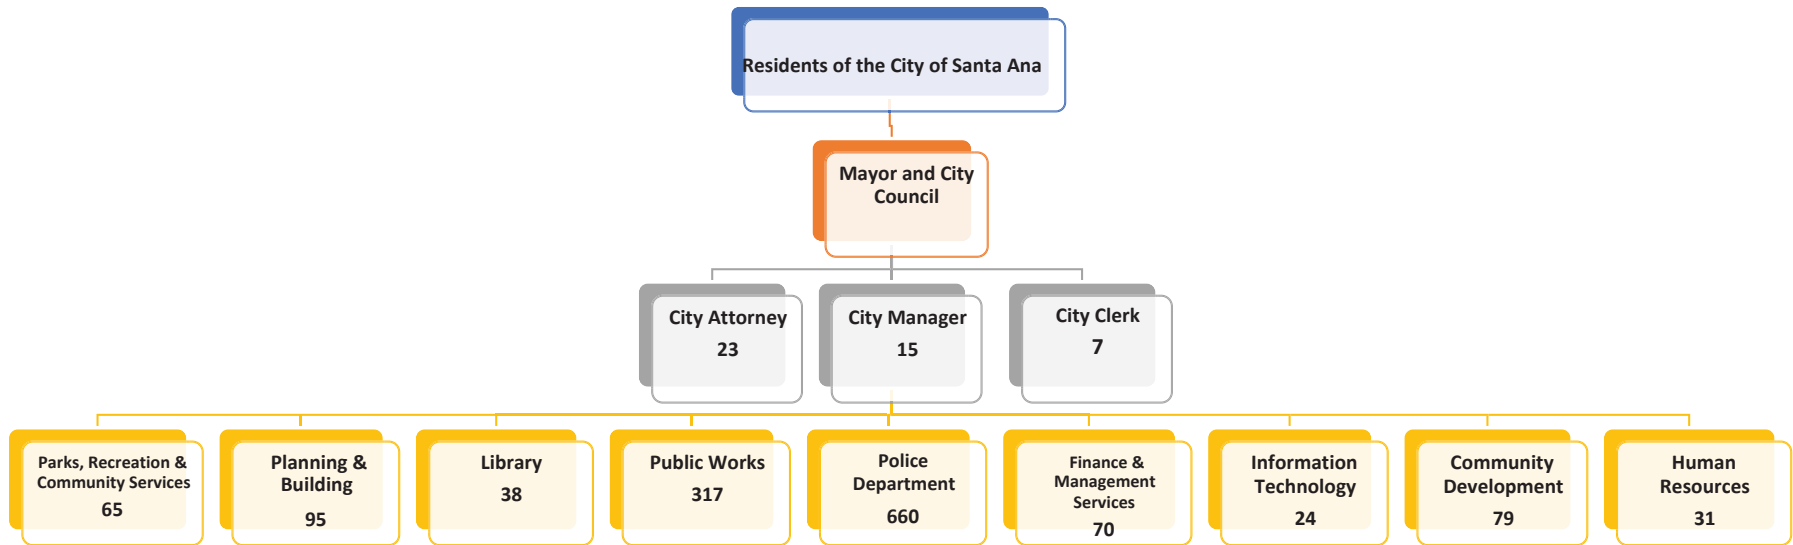 Residents of the City of Santa Ana
Mayor and City
Council
City Attorney
23
City Manager
15
City Clerk
7
Parks, Recreation &
Community Services
65
Planning &
Building
95
Library
38
Public Works
317
Police
Department
660
Finance &
Management
Services
70
Information
Technology
24
Community
Development
79
Human
Resources
31